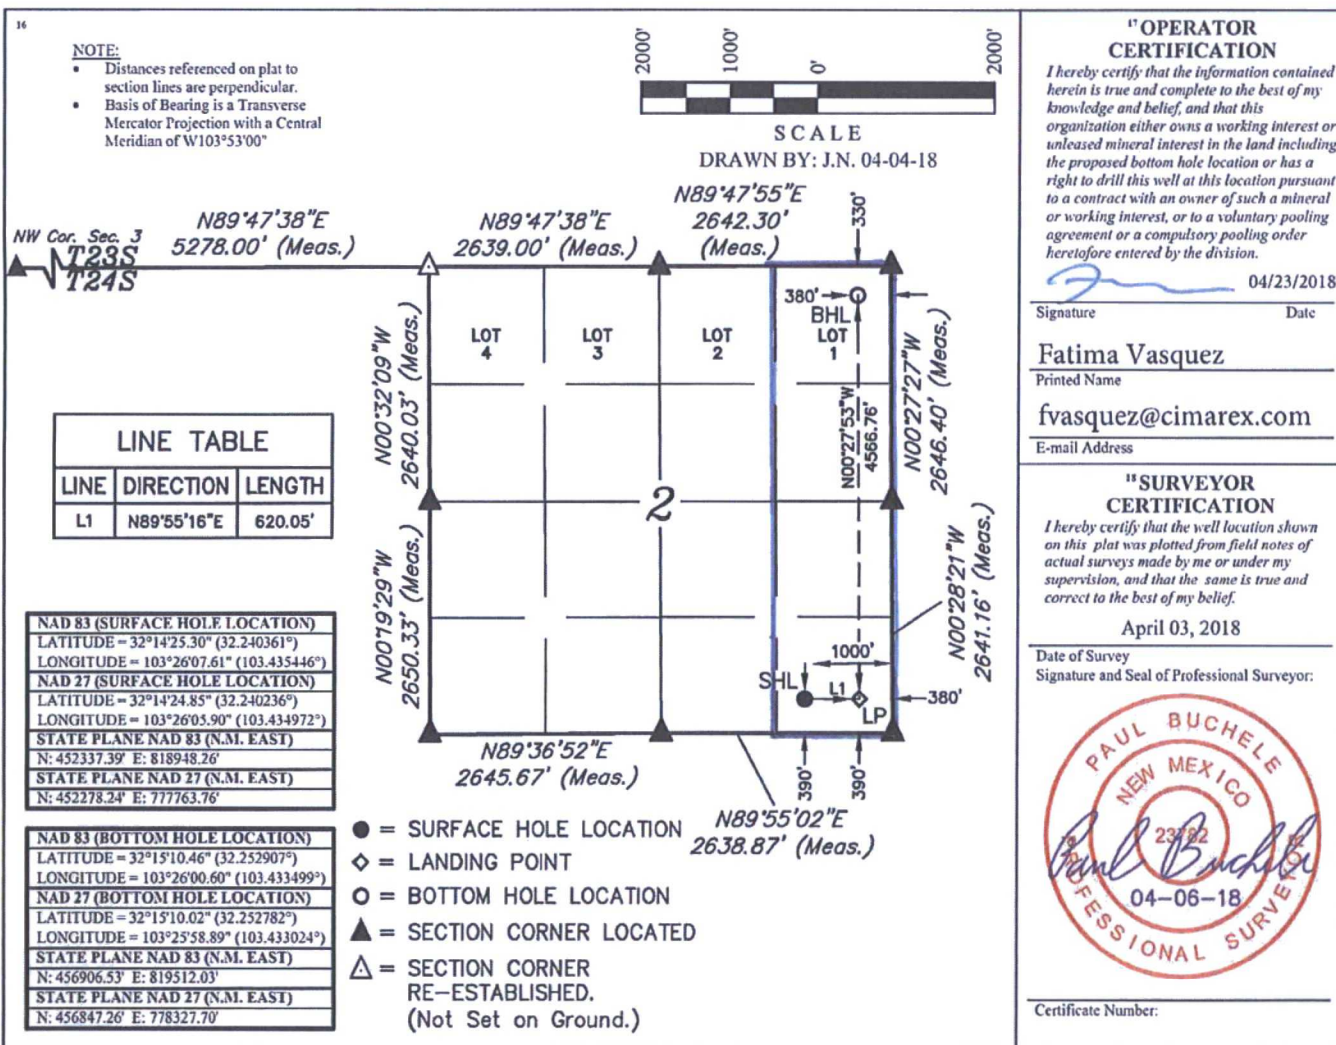 16
NOTE:
• Distances referenced on plat to
section lines are perpendicular.
• Basis of Bearing is a Transverse
Mercator Projection with a Central
Meridian of W103°53'00"
2000'
1000'
0'
2000'
SCALE
DRAWN BY: J.N. 04-04-18
NW Cor. Sec. 3
T23S
T24S
N89°47'38"E
5278.00' (Meas.)
N89°47'38"E
2639.00' (Meas.)
N89°47'55"E
2642.30'
(Meas.)
330'
380'
BHL
LOT
4
LOT
3
LOT
2
LOT
1
N00°32'09"W
2640.03' (Meas.)
N00°27'53"W
4566.76'
N00°27'27"W
2646.40' (Meas.)
2
N00°19'29"W
2650.33' (Meas.)
N00°28'21"W
2641.16' (Meas.)
1000'
SHL
L1
LP
380'
390'
390'
N89°36'52"E
2645.67' (Meas.)
N89°55'02"E
2638.87' (Meas.)
LINE TABLE
LINE DIRECTION LENGTH
L1 N89°55'16"E 620.05'
NAD 83 (SURFACE HOLE LOCATION)
LATITUDE = 32°14'25.30" (32.240361°)
LONGITUDE = 103°26'07.61" (103.435446°)
NAD 27 (SURFACE HOLE LOCATION)
LATITUDE = 32°14'24.85" (32.240236°)
LONGITUDE = 103°26'05.90" (103.434972°)
STATE PLANE NAD 83 (N.M. EAST)
N: 452337.39' E: 818948.26'
STATE PLANE NAD 27 (N.M. EAST)
N: 452278.24' E: 777763.76'
NAD 83 (BOTTOM HOLE LOCATION)
LATITUDE = 32°15'10.46" (32.252907°)
LONGITUDE = 103°26'00.60" (103.433499°)
NAD 27 (BOTTOM HOLE LOCATION)
LATITUDE = 32°15'10.02" (32.252782°)
LONGITUDE = 103°25'58.89" (103.433024°)
STATE PLANE NAD 83 (N.M. EAST)
N: 456906.53' E: 819512.03'
STATE PLANE NAD 27 (N.M. EAST)
N: 456847.26' E: 778327.70'
● = SURFACE HOLE LOCATION
◇ = LANDING POINT
○ = BOTTOM HOLE LOCATION
▲ = SECTION CORNER LOCATED
△ = SECTION CORNER
RE-ESTABLISHED.
(Not Set on Ground.)
17 OPERATOR
CERTIFICATION
I hereby certify that the information contained
herein is true and complete to the best of my
knowledge and belief, and that this
organization either owns a working interest or
unleased mineral interest in the land including
the proposed bottom hole location or has a
right to drill this well at this location pursuant
to a contract with an owner of such a mineral
or working interest, or to a voluntary pooling
agreement or a compulsory pooling order
heretofore entered by the division.
04/23/2018
Signature Date
Fatima Vasquez
Printed Name
fvasquez@cimarex.com
E-mail Address
18 SURVEYOR
CERTIFICATION
I hereby certify that the well location shown
on this plat was plotted from field notes of
actual surveys made by me or under my
supervision, and that the same is true and
correct to the best of my belief.
April 03, 2018
Date of Survey
Signature and Seal of Professional Surveyor:
PAUL BUCHELE
NEW MEXICO
23782
Paul Buchele
04-06-18
PROFESSIONAL SURVEYOR
Certificate Number: